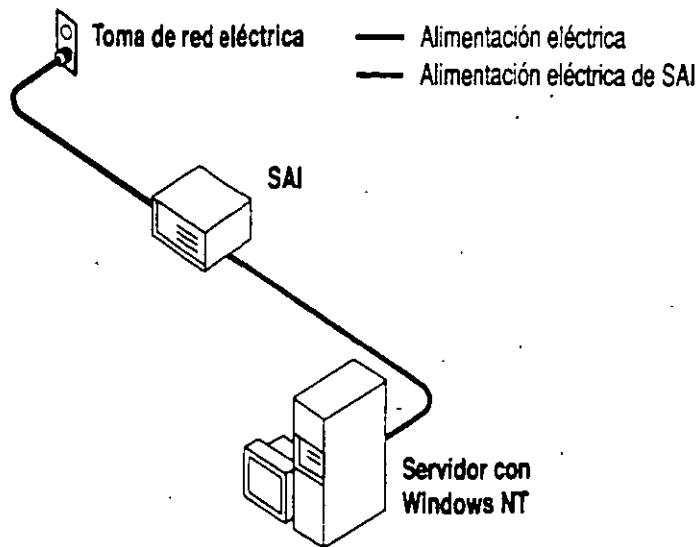 Toma de red eléctrica
Alimentación eléctrica
Alimentación eléctrica de SAI
SAI
Servidor con
Windows NT